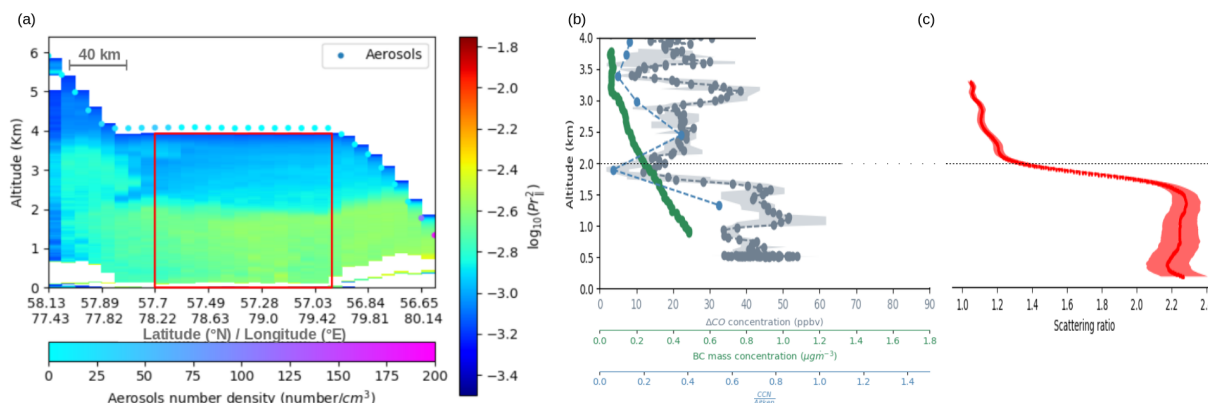 (a)
(b)
(c)
40 km
Aerosols
Altitude (Km)
6
5
4
3
2
1
0
58.13 57.89 57.7 57.49 57.28 57.03 56.84 56.65
77.43 77.82 78.22 78.63 79.0 79.42 79.81 80.14
Latitude (°N) / Longitude (°E)
0 25 50 75 100 125 150 175 200
Aerosols number density (number/cm³)
−1.8
−2.0
−2.2
−2.4
−2.6
−2.8
−3.0
−3.2
−3.4
log₁₀(Pr²∥)
Altitude (km)
4.0
3.5
3.0
2.5
2.0
1.5
1.0
0.5
0.0
0 10 20 30 40 50 60 70 80 90
ΔCO concentration (ppbv)
0.0 0.2 0.4 0.6 0.8 1.0 1.2 1.4 1.6 1.8
BC mass concentration (μgm⁻³)
0.0 0.2 0.4 0.6 0.8 1.0 1.2 1.4
CCN
1.0 1.2 1.4 1.6 1.8 2.0 2.2
Scattering ratio